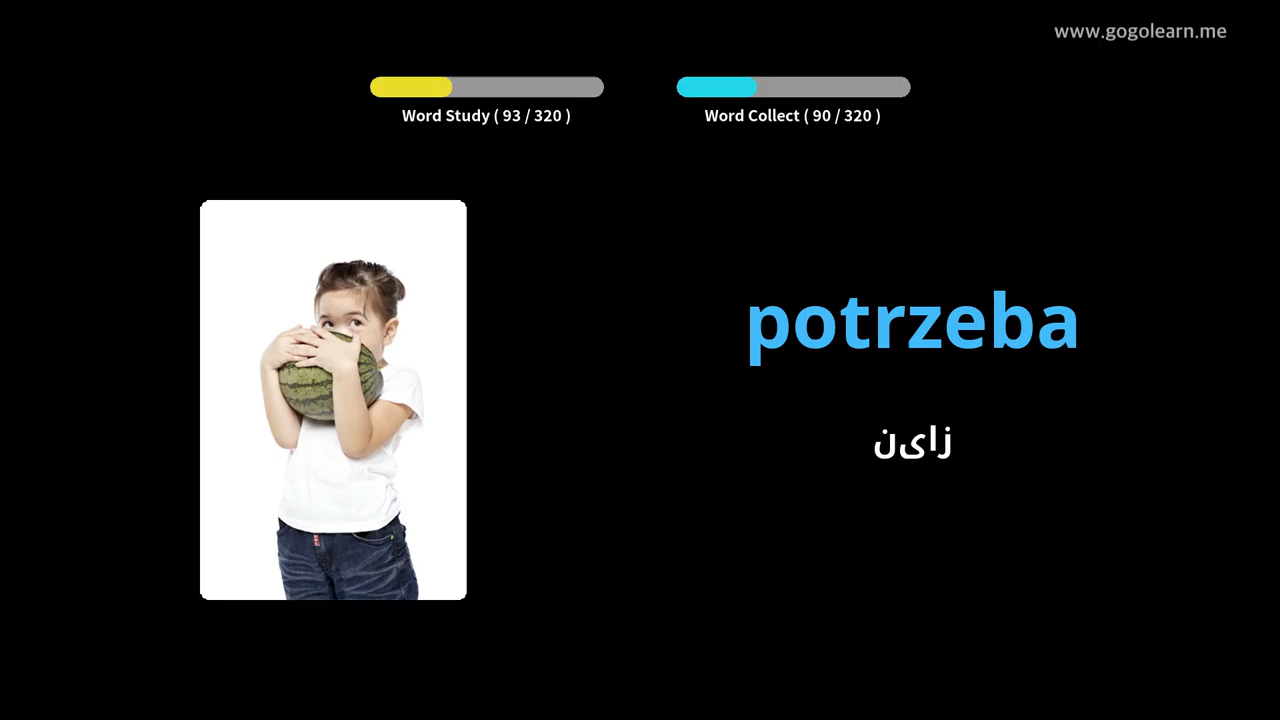 www.gogolearn.me
Word Study ( 93 / 320 )
Word Collect ( 90 / 320 )
potrzeba
زاین